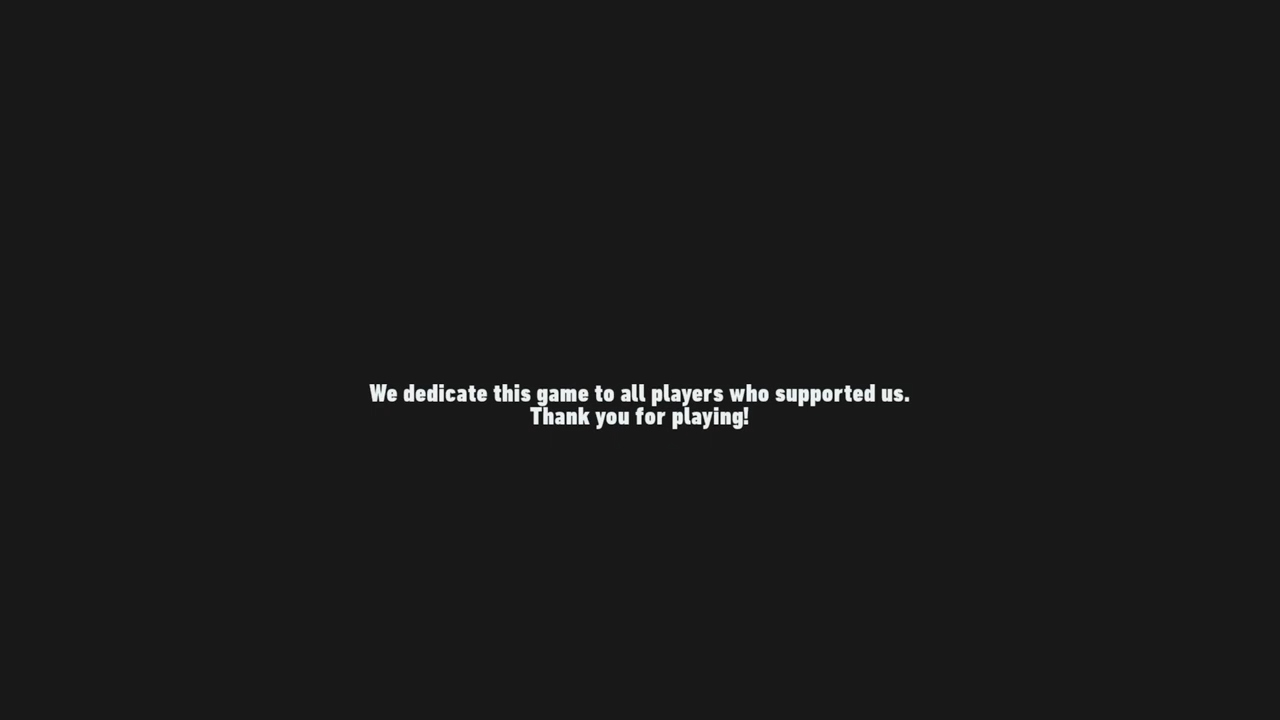 We dedicate this game to all players who supported us.
Thank you for playing!